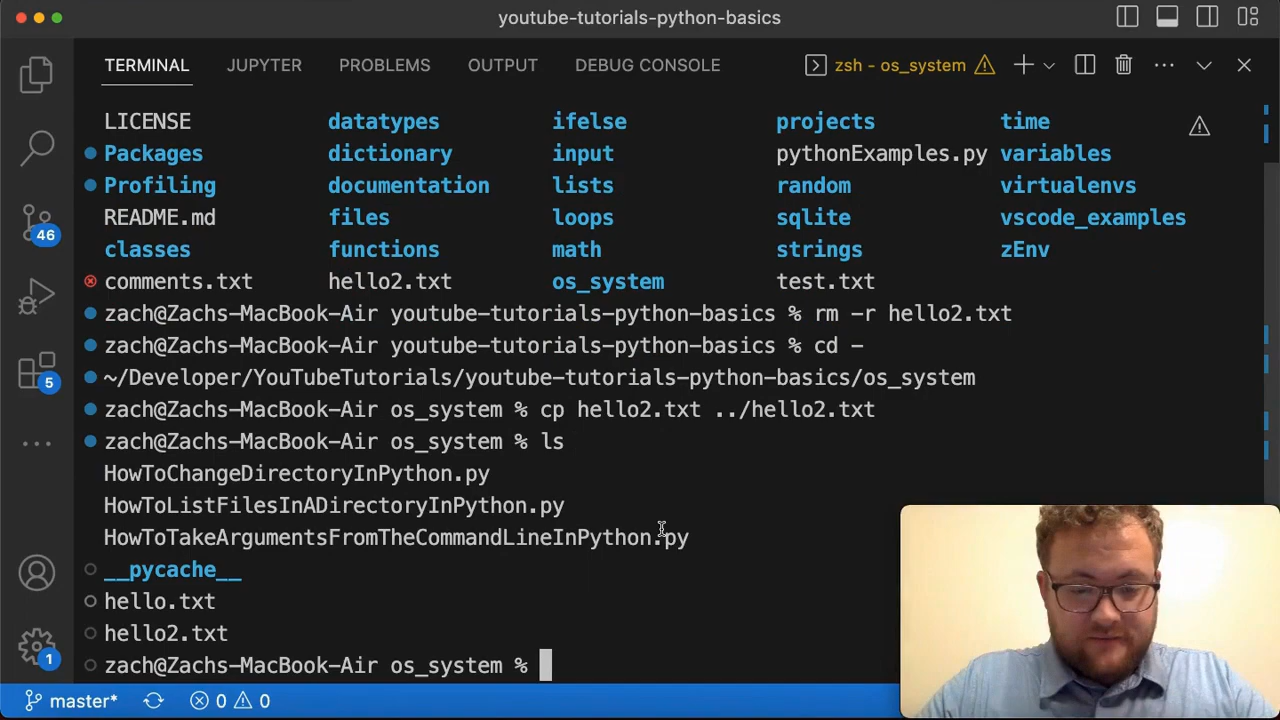 youtube-tutorials-python-basics
TERMINAL JUPYTER PROBLEMS OUTPUT DEBUG CONSOLE zsh - os_system
LICENSE datatypes ifelse projects time
Packages dictionary input pythonExamples.py variables
Profiling documentation lists random virtualenvs
README.md files loops sqlite vscode_examples
classes functions math strings zEnv
comments.txt hello2.txt os_system test.txt
zach@Zachs-MacBook-Air youtube-tutorials-python-basics % rm -r hello2.txt
zach@Zachs-MacBook-Air youtube-tutorials-python-basics % cd -
~/Developer/YouTubeTutorials/youtube-tutorials-python-basics/os_system
zach@Zachs-MacBook-Air os_system % cp hello2.txt ../hello2.txt
zach@Zachs-MacBook-Air os_system % ls
HowToChangeDirectoryInPython.py
HowToListFilesInADirectoryInPython.py
HowToTakeArgumentsFromTheCommandLineInPython.py
__pycache__
hello.txt
hello2.txt
zach@Zachs-MacBook-Air os_system %
46
5
1
master* 0 0